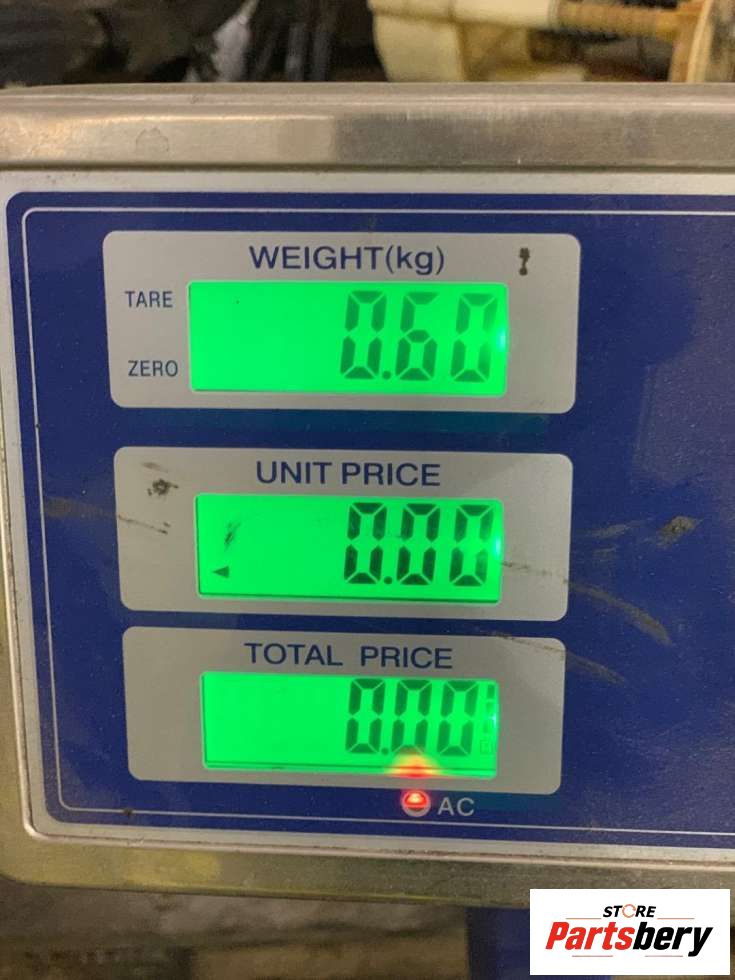 WEIGHT(kg)
TARE
0.60
ZERO
UNIT PRICE
0.00
TOTAL PRICE
0.00
AC
STORE
Partsbery